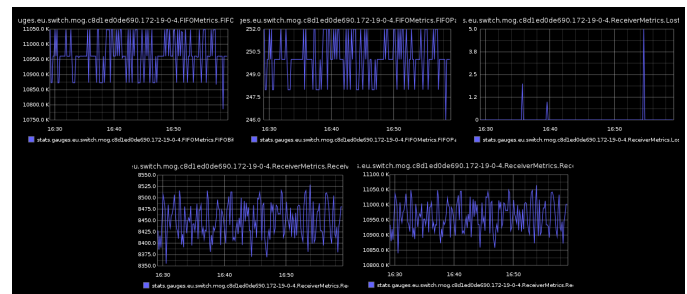 uges.eu.switch.mog.c8d1ed0de690.172-19-0-4.FIFOMetrics.FIFO
ges.eu.switch.mog.c8d1ed0de690.172-19-0-4.FIFOMetrics.FIFOP
s.eu.switch.mog.c8d1ed0de690.172-19-0-4.ReceiverMetrics.Lost
11050.0 K
11000.0 K
10950.0 K
10900.0 K
10850.0 K
10800.0 K
10750.0 K
16:30 16:40 16:50
stats.gauges.eu.switch.mog.c8d1ed0de690.172-19-0-4.FIFOMetrics.FIFOBi
252.0
250.5
249.0
247.5
246.0
16:30 16:40 16:50
stats.gauges.eu.switch.mog.c8d1ed0de690.172-19-0-4.FIFOMetrics.FIFOPa
5.0
3.8
2.5
1.2
0.0
16:30 16:40 16:50
stats.gauges.eu.switch.mog.c8d1ed0de690.172-19-0-4.ReceiverMetrics.Los
.u.switch.mog.c8d1ed0de690.172-19-0-4.ReceiverMetrics.Receiv
s.eu.switch.mog.c8d1ed0de690.172-19-0-4.ReceiverMetrics.Rec
8550.0
8525.0
8500.0
8475.0
8450.0
8425.0
8400.0
8375.0
8350.0
16:30 16:40 16:50
stats.gauges.eu.switch.mog.c8d1ed0de690.172-19-0-4.ReceiverMetrics.Re
11100.0 K
11050.0 K
11000.0 K
10950.0 K
10900.0 K
10850.0 K
10800.0 K
16:30 16:40 16:50
stats.gauges.eu.switch.mog.c8d1ed0de690.172-19-0-4.ReceiverMetrics.Re